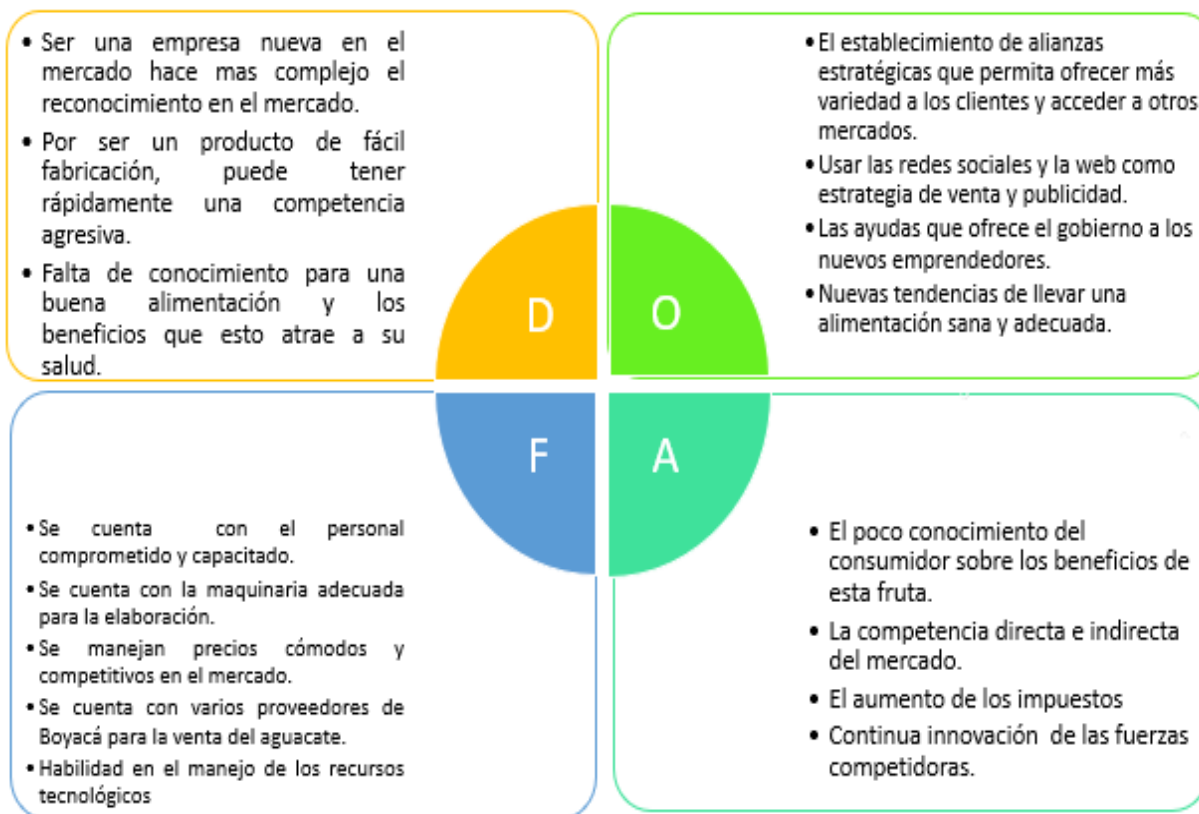 • Ser una empresa nueva en el
mercado hace mas complejo el
reconocimiento en el mercado.
• Por ser un producto de fácil
fabricación, puede tener
rápidamente una competencia
agresiva.
• Falta de conocimiento para una
buena alimentación y los
beneficios que esto atrae a su
salud.
• El establecimiento de alianzas
estratégicas que permita ofrecer más
variedad a los clientes y acceder a otros
mercados.
• Usar las redes sociales y la web como
estrategia de venta y publicidad.
• Las ayudas que ofrece el gobierno a los
nuevos emprendedores.
• Nuevas tendencias de llevar una
alimentación sana y adecuada.
D
O
F
A
• Se cuenta con el personal
comprometido y capacitado.
• Se cuenta con la maquinaria adecuada
para la elaboración.
• Se manejan precios cómodos y
competitivos en el mercado.
• Se cuenta con varios proveedores de
Boyacá para la venta del aguacate.
• Habilidad en el manejo de los recursos
tecnológicos
• El poco conocimiento del
consumidor sobre los beneficios de
esta fruta.
• La competencia directa e indirecta
del mercado.
• El aumento de los impuestos
• Continua innovación de las fuerzas
competidoras.